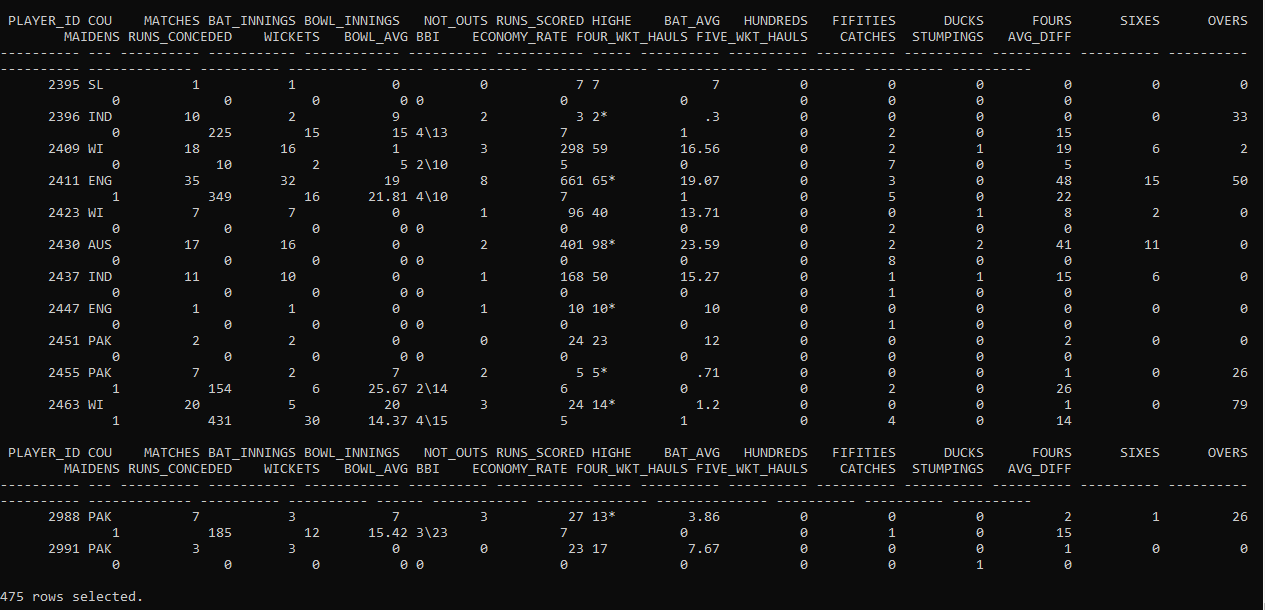 PLAYER_ID COU MATCHES BAT_INNINGS BOWL_INNINGS NOT_OUTS RUNS_SCORED HIGHE BAT_AVG HUNDREDS FIFITIES DUCKS FOURS SIXES OVERS
MAIDENS RUNS_CONCEDED WICKETS BOWL_AVG BBI ECONOMY_RATE FOUR_WKT_HAULS FIVE_WKT_HAULS CATCHES STUMPINGS AVG_DIFF
---------- --- ---------- ----------- ------------ ---------- ----------- ----- ---------- ---------- ---------- ---------- ---------- ---------- ----------
---------- ------------- ---------- ---------- ----- ------------ -------------- -------------- ---------- ---------- ----------
2395 SL 1 1 0 0 7 7 7 0 0 0 0 0 0
0 0 0 0 0 0 0 0 0 0
2396 IND 10 2 9 2 3 2* .3 0 0 0 0 0 33
0 225 15 15 4\13 7 1 0 2 0 15
2409 WI 18 16 1 3 298 59 16.56 0 2 1 19 6 2
0 10 2 5 2\10 5 0 0 7 0 5
2411 ENG 35 32 19 8 661 65* 19.07 0 3 0 48 15 50
1 349 16 21.81 4\10 7 1 0 5 0 22
2423 WI 7 7 0 1 96 40 13.71 0 0 1 8 2 0
0 0 0 0 0 0 0 0 2 0 0
2430 AUS 17 16 0 2 401 98* 23.59 0 2 2 41 11 0
0 0 0 0 0 0 0 0 8 0 0
2437 IND 11 10 0 1 168 50 15.27 0 1 1 15 6 0
0 0 0 0 0 0 0 0 1 0 0
2447 ENG 1 1 0 1 10 10* 10 0 0 0 0 0 0
0 0 0 0 0 0 0 0 1 0 0
2451 PAK 2 2 0 0 24 23 12 0 0 0 2 0 0
0 0 0 0 0 0 0 0 0 0 0
2455 PAK 7 2 7 2 5 5* .71 0 0 0 1 0 26
1 154 6 25.67 2\14 6 0 0 2 0 26
2463 WI 20 5 20 3 24 14* 1.2 0 0 0 1 0 79
1 431 30 14.37 4\15 5 1 0 4 0 14
PLAYER_ID COU MATCHES BAT_INNINGS BOWL_INNINGS NOT_OUTS RUNS_SCORED HIGHE BAT_AVG HUNDREDS FIFITIES DUCKS FOURS SIXES OVERS
MAIDENS RUNS_CONCEDED WICKETS BOWL_AVG BBI ECONOMY_RATE FOUR_WKT_HAULS FIVE_WKT_HAULS CATCHES STUMPINGS AVG_DIFF
---------- --- ---------- ----------- ------------ ---------- ----------- ----- ---------- ---------- ---------- ---------- ---------- ---------- ----------
---------- ------------- ---------- ---------- ----- ------------ -------------- -------------- ---------- ---------- ----------
2988 PAK 7 3 7 3 27 13* 3.86 0 0 0 2 1 26
1 185 12 15.42 3\23 7 0 0 1 0 15
2991 PAK 3 3 0 0 23 17 7.67 0 0 0 1 0 0
0 0 0 0 0 0 0 0 0 1 0
475 rows selected.